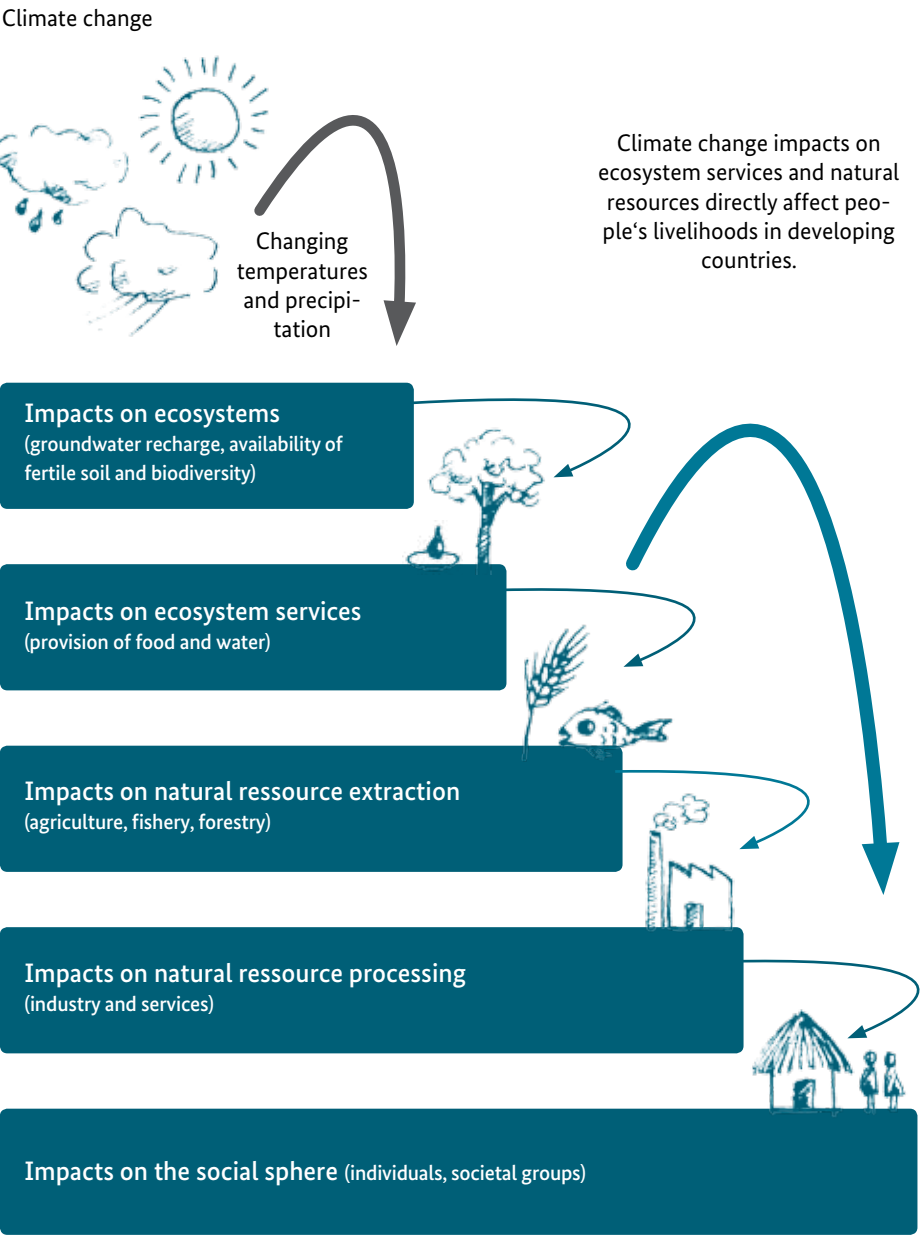 Climate change
Changing
temperatures
and precipi-
tation
Climate change impacts on
ecosystem services and natural
resources directly affect peo-
ple‘s livelihoods in developing
countries.
Impacts on ecosystems
(groundwater recharge, availability of
fertile soil and biodiversity)
Impacts on ecosystem services
(provision of food and water)
Impacts on natural ressource extraction
(agriculture, fishery, forestry)
Impacts on natural ressource processing
(industry and services)
Impacts on the social sphere (individuals, societal groups)